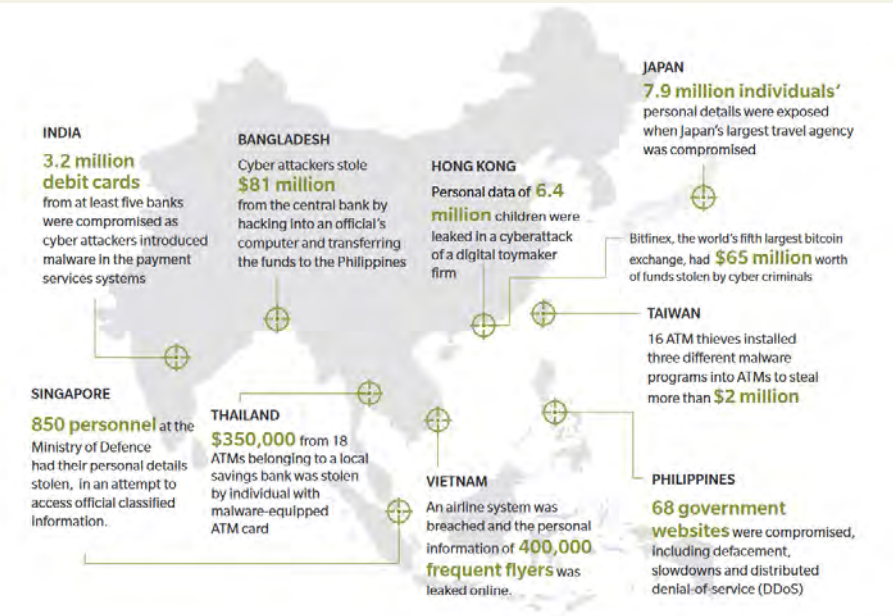 INDIA
3.2 million
debit cards
from at least five banks
were compromised as
cyber attackers introduced
malware in the payment
services systems
BANGLADESH
Cyber attackers stole
$81 million
from the central bank by
hacking into an official's
computer and transferring
the funds to the Philippines
HONG KONG
Personal data of 6.4
million children were
leaked in a cyberattack
of a digital toymaker
firm
JAPAN
7.9 million individuals'
personal details were exposed
when Japan's largest travel agency
was compromised
Bitfinex, the world's fifth largest bitcoin
exchange, had $65 million worth
of funds stolen by cyber criminals
TAIWAN
16 ATM thieves installed
three different malware
programs into ATMs to steal
more than $2 million
SINGAPORE
850 personnel at the
Ministry of Defence
had their personal details
stolen, in an attempt to
access official classified
information.
THAILAND
$350,000 from 18
ATMs belonging to a local
savings bank was stolen
by individual with
malware-equipped
ATM card
VIETNAM
An airline system was
breached and the personal
information of 400,000
frequent flyers was
leaked online.
PHILIPPINES
68 government
websites were compromised,
including defacement,
slowdowns and distributed
denial-of-service (DDoS)